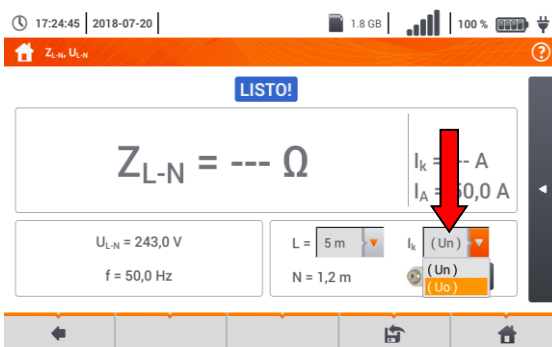 17:24:45 2018-07-20 1.8 GB 100 %
ZL-N, UL-N
?
LISTO!
ZL-N = --- Ω
Ik = -- A
IA = 50,0 A
UL-N = 243,0 V
f = 50,0 Hz
L = 5 m
N = 1,2 m
Ik (Un)
(Un)
(Uo)